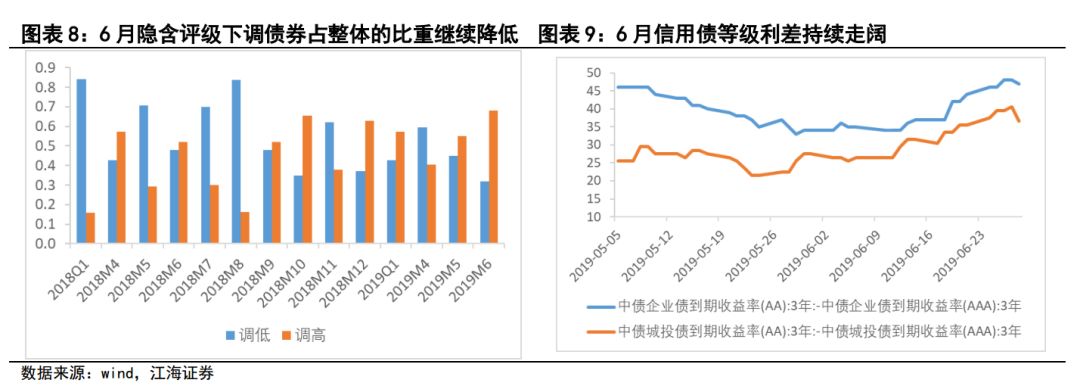 图表8：6月隐含评级下调债券占整体的比重继续降低
0.9
0.8
0.7
0.6
0.5
0.4
0.3
0.2
0.1
0.0
2018Q1
2018M4
2018M5
2018M6
2018M7
2018M8
2018M9
2018M10
2018M11
2018M12
2019Q1
2019M4
2019M5
2019M6
调低
调高
图表9：6月信用债等级利差持续走阔
50
45
40
35
30
25
20
15
10
2019-05-05
2019-05-12
2019-05-19
2019-05-26
2019-06-02
2019-06-09
2019-06-16
2019-06-23
中债企业债到期收益率(AA):3年:-中债企业债到期收益率(AAA):3年
中债城投债到期收益率(AA):3年-中债城投债到期收益率(AAA):3年
数据来源：wind，江海证券